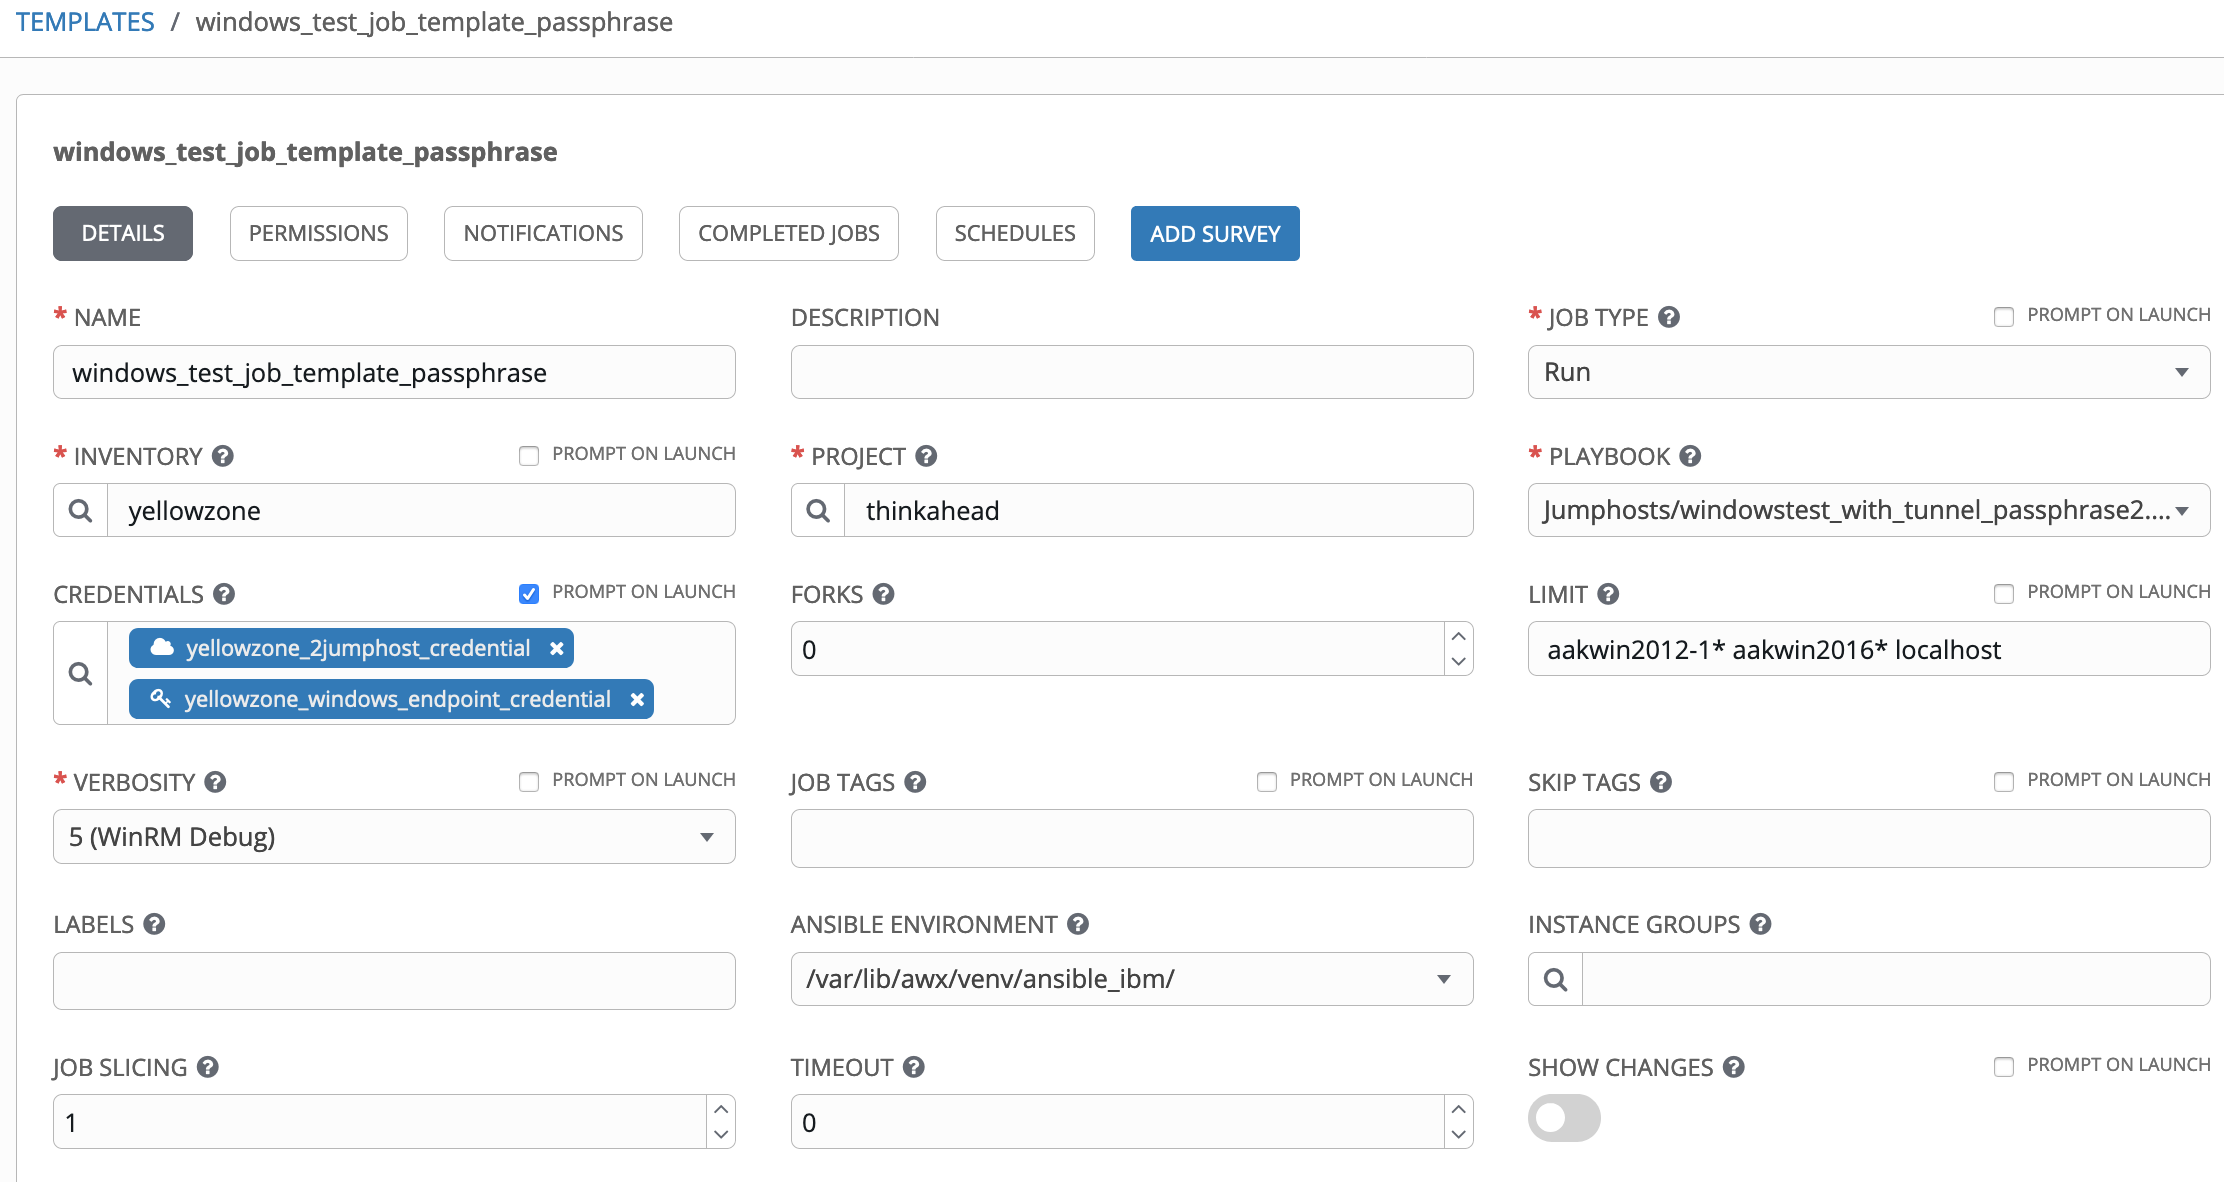 TEMPLATES / windows_test_job_template_passphrase
windows_test_job_template_passphrase
DETAILS PERMISSIONS NOTIFICATIONS COMPLETED JOBS SCHEDULES ADD SURVEY
* NAME DESCRIPTION * JOB TYPE ? PROMPT ON LAUNCH
windows_test_job_template_passphrase Run
* INVENTORY ? PROMPT ON LAUNCH * PROJECT ? * PLAYBOOK ?
yellowzone thinkahead Jumphosts/windowstest_with_tunnel_passphrase2....
CREDENTIALS ? PROMPT ON LAUNCH FORKS ? LIMIT ? PROMPT ON LAUNCH
yellowzone_2jumphost_credential 0 aakwin2012-1* aakwin2016* localhost
yellowzone_windows_endpoint_credential
* VERBOSITY ? PROMPT ON LAUNCH JOB TAGS ? PROMPT ON LAUNCH SKIP TAGS ? PROMPT ON LAUNCH
5 (WinRM Debug)
LABELS ? ANSIBLE ENVIRONMENT ? INSTANCE GROUPS ?
/var/lib/awx/venv/ansible_ibm/
JOB SLICING ? TIMEOUT ? SHOW CHANGES ? PROMPT ON LAUNCH
1 0